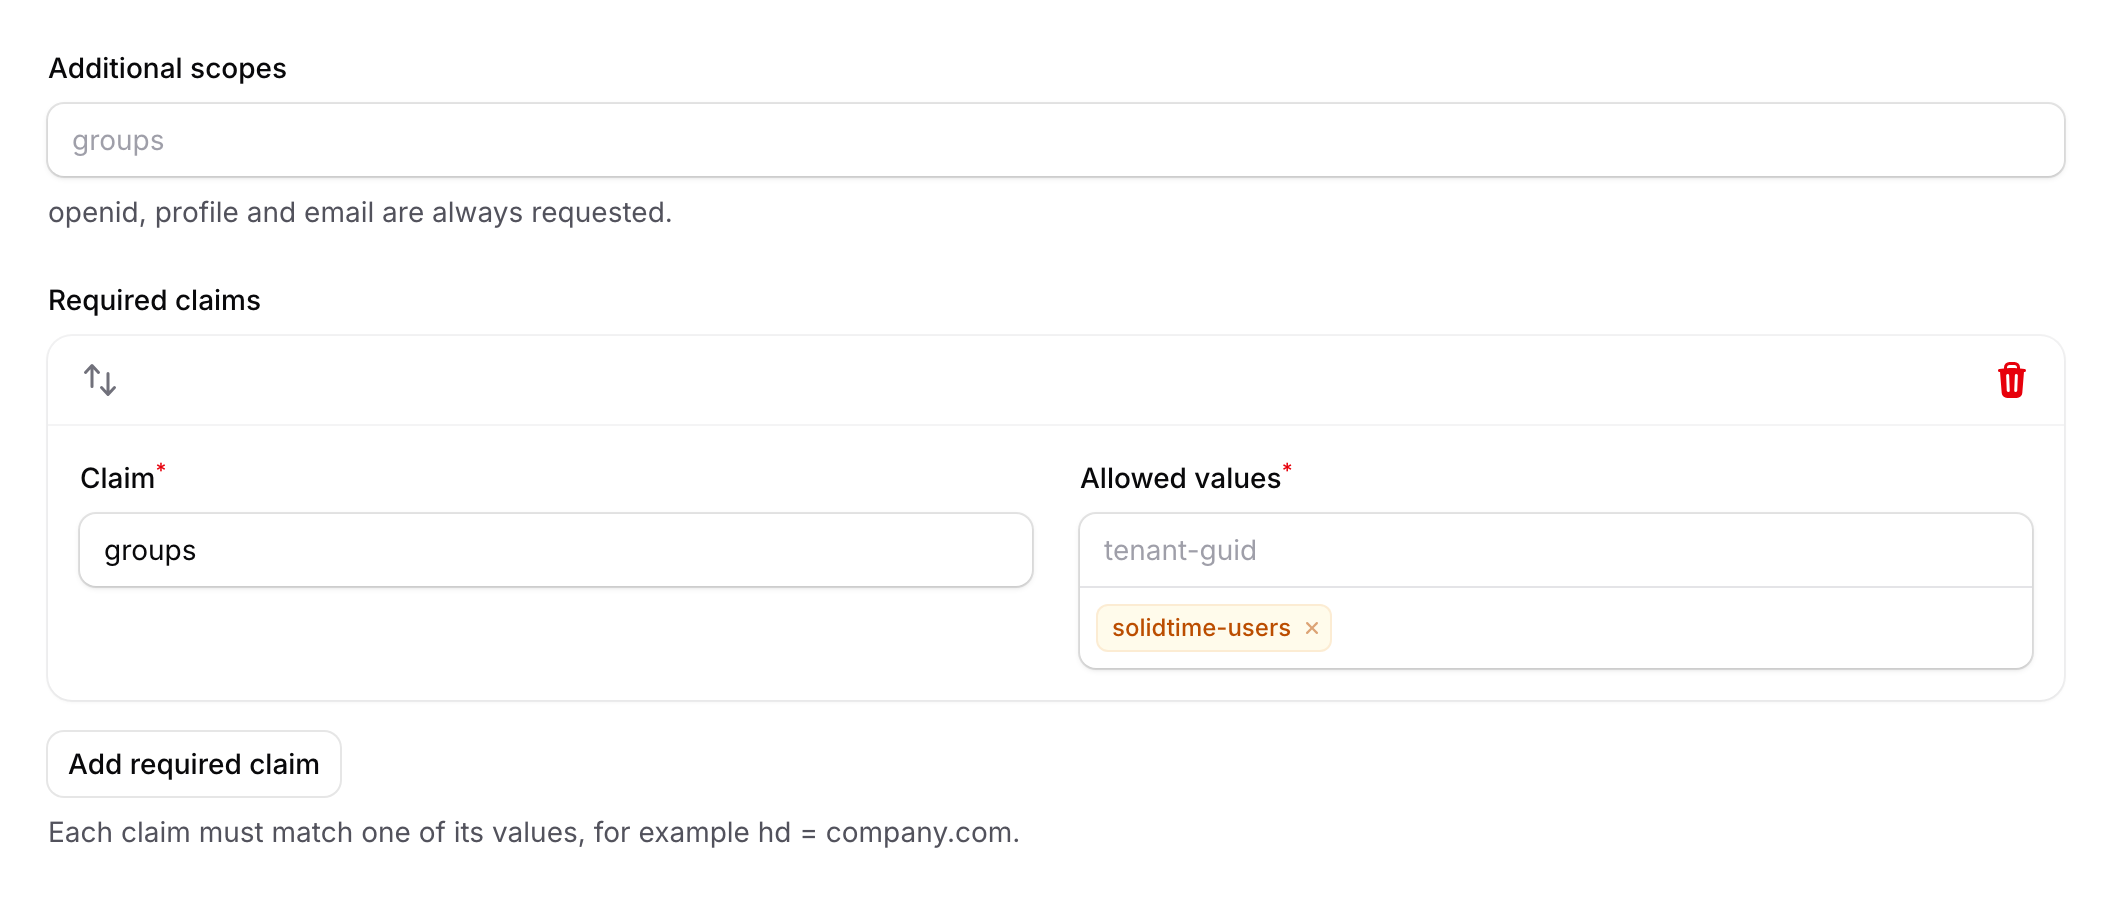 Additional scopes
groups
openid, profile and email are always requested.
Required claims
Claim*
Allowed values*
groups
tenant-guid
solidtime-users ×
Add required claim
Each claim must match one of its values, for example hd = company.com.